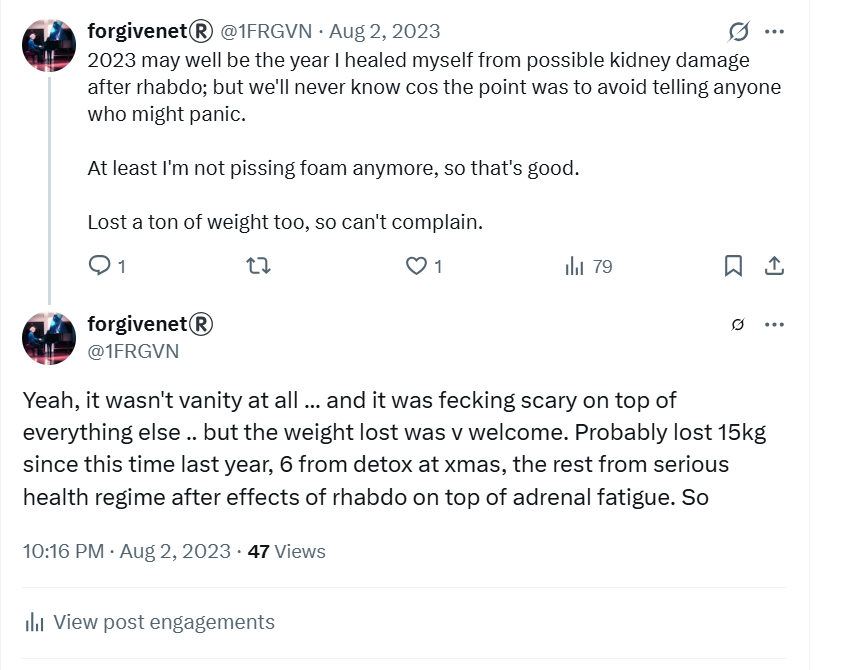 forgivenet®️ @1FRGVN · Aug 2, 2023
2023 may well be the year I healed myself from possible kidney damage
after rhabdo; but we'll never know cos the point was to avoid telling anyone
who might panic.
At least I'm not pissing foam anymore, so that's good.
Lost a ton of weight too, so can't complain.
1 1 79
forgivenet®️
@1FRGVN
Yeah, it wasn't vanity at all ... and it was fecking scary on top of
everything else .. but the weight lost was v welcome. Probably lost 15kg
since this time last year, 6 from detox at xmas, the rest from serious
health regime after effects of rhabdo on top of adrenal fatigue. So
10:16 PM · Aug 2, 2023 · 47 Views
View post engagements